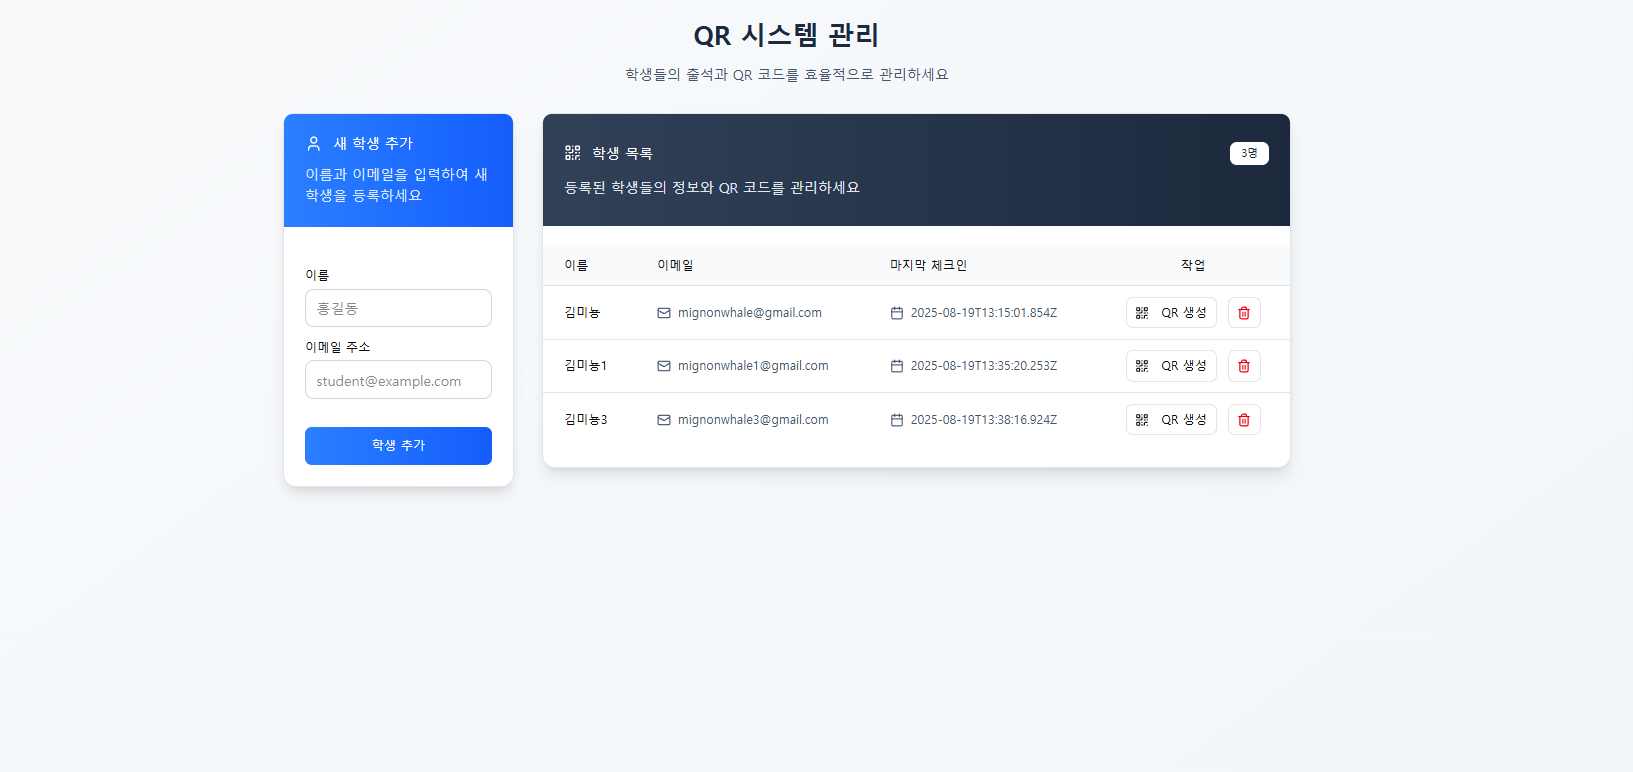 QR 시스템 관리
학생들의 출석과 QR 코드를 효율적으로 관리하세요
새 학생 추가
이름과 이메일을 입력하여 새
학생을 등록하세요
이름
홍길동
이메일 주소
student@example.com
학생 추가
학생 목록
3명
등록된 학생들의 정보와 QR 코드를 관리하세요
이름 이메일 마지막 체크인 작업
김미뇽 mignonwhale@gmail.com 2025-08-19T13:15:01.854Z QR 생성
김미뇽1 mignonwhale1@gmail.com 2025-08-19T13:35:20.253Z QR 생성
김미뇽3 mignonwhale3@gmail.com 2025-08-19T13:38:16.924Z QR 생성